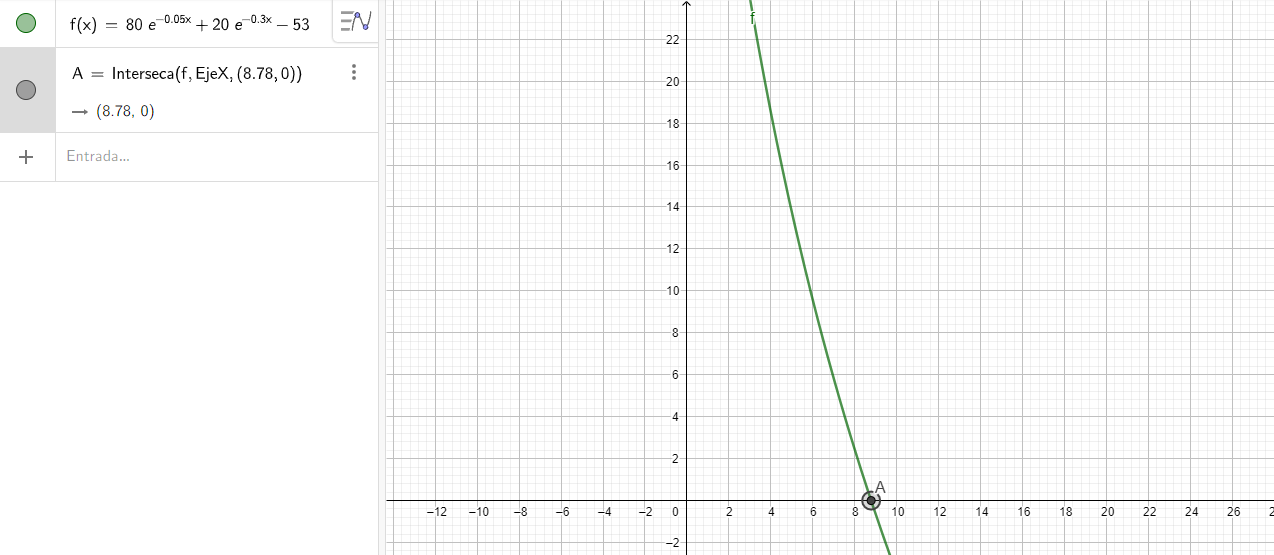 f(x) = 80 e^−0.05x + 20 e^−0.3x − 53
A = Interseca(f, EjeX, (8.78, 0))
→ (8.78, 0)
+ Entrada...
f
22
20
18
16
14
12
10
8
6
4
2
A
−12 −10 −8 −6 −4 −2 0 2 4 6 8 10 12 14 16 18 20 22 24 26 2
−2